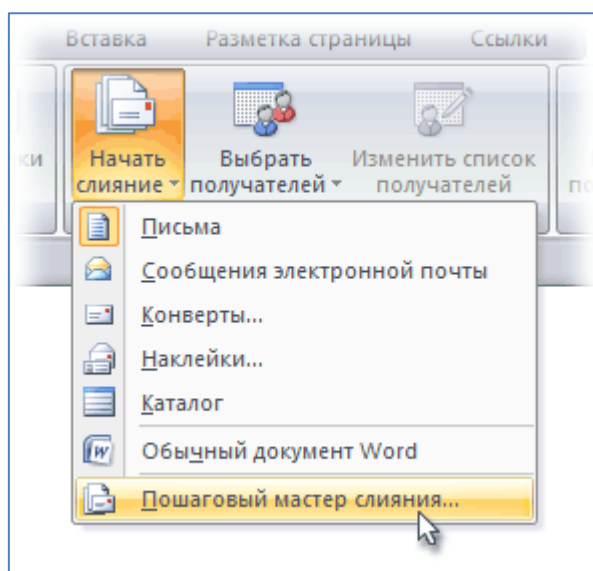 Вставка Разметка страницы Ссылки
Начать слияние Выбрать получателей Изменить список получателей
Письма
Сообщения электронной почты
Конверты...
Наклейки...
Каталог
Обычный документ Word
Пошаговый мастер слияния...